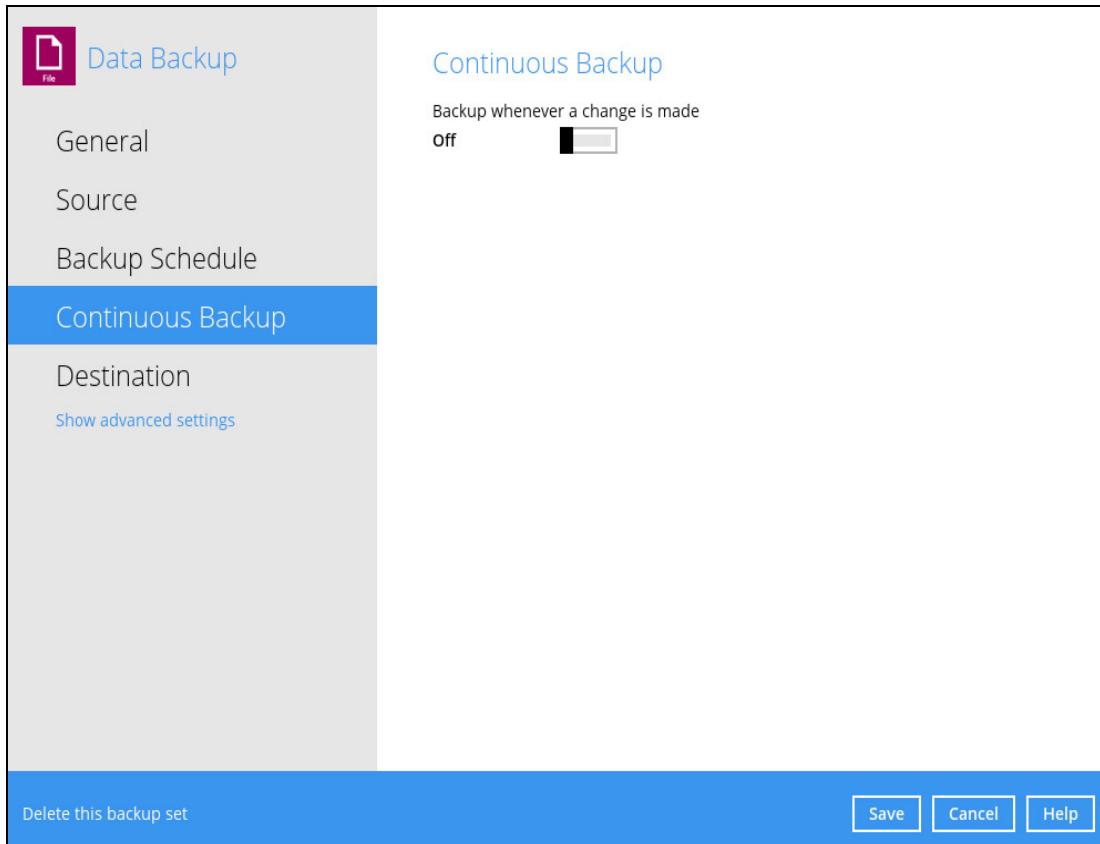 File
Data Backup
General
Source
Backup Schedule
Continuous Backup
Destination
Show advanced settings
Continuous Backup
Backup whenever a change is made
Off
Delete this backup set
Save
Cancel
Help